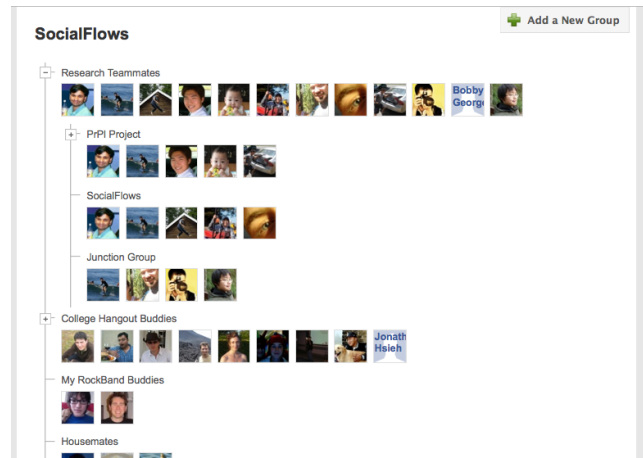 Add a New Group
SocialFlows
Research Teammates
Bobby
George
PrPl Project
SocialFlows
Junction Group
College Hangout Buddies
Jonath
Hsieh
My RockBand Buddies
Housemates